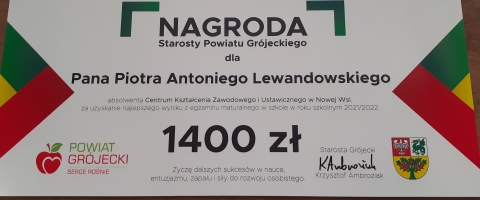 NAGRODA
Starosty Powiatu Grójeckiego
dla
Pana Piotra Antoniego Lewandowskiego
absolwenta Centrum Kształcenia Zawodowego i Ustawicznego w Nowej Wsi,
za uzyskanie najlepszego wyniku z egzaminu maturalnego w szkole w roku szkolnym 2021/2022
1400 zł
Życzę dalszych sukcesów w nauce,
entuzjazmu, zapału i siły do rozwoju osobistego.
POWIAT
GRÓJECKI
SERCE ROŚNIE
Starosta Grójecki
KAmbroziak
Krzysztof Ambroziak